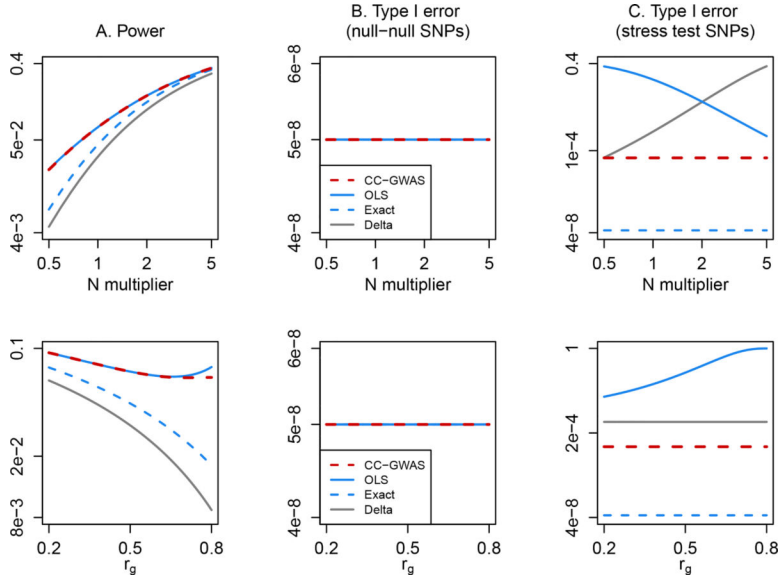 A. Power
B. Type I error
(null−null SNPs)
C. Type I error
(stress test SNPs)
0.4
5e−2
4e−3
0.5 1 2 5
N multiplier
6e−8
5e−8
4e−8
CC−GWAS
OLS
Exact
Delta
0.5 1 2 5
N multiplier
0.4
1e−4
4e−8
0.5 1 2 5
N multiplier
0.1
2e−2
8e−3
0.2 0.5 0.8
rg
6e−8
5e−8
4e−8
CC−GWAS
OLS
Exact
Delta
0.2 0.5 0.8
rg
1
2e−4
4e−8
0.2 0.5 0.8
rg